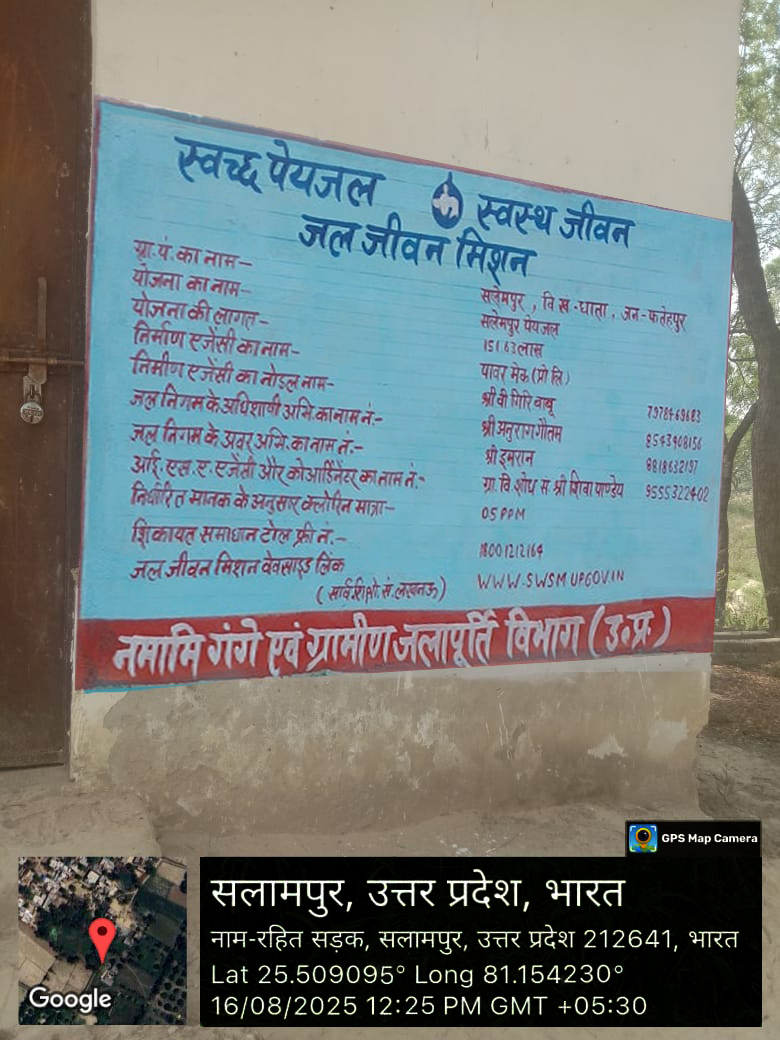 स्वच्छ पेयजल स्वस्थ जीवन
जल जीवन मिशन
ग्रा.पं. का नाम– सलेमपुर, वि.ख.-धाता, जन-फतेहपुर
योजना का नाम– सलेमपुर पेयजल
योजना की लागत– 151.63 लाख
निर्माण एजेंसी का नाम– पावर मेक (प्रो लि)
निर्माण एजेंसी का नोडल नाम– श्री वी गिरि बाबू 7978469683
जल निगम के अधिशाषी अभि. का नाम नं.– श्री अनुराग गौतम 8543908156
जल निगम के अवर अभि. का नाम नं.– श्री इमरान 8818632197
आई. एस. ए. एजेंसी और कोआर्डिनेटर का नाम नं.– ग्रा. वि. शोध स श्री शिवा पाण्डेय 9555322402
निर्धारित मानक के अनुसार क्लोरिन मात्रा– 05 PPM
शिकायत समाधान टोल फ्री नं.– 18001212164
जल जीवन मिशन वेवसाइड लिंक WWW.SWSM.UPGOV.IN
नमामि गंगे एवं ग्रामीण जलापूर्ति विभाग (उ०प्र०)
GPS Map Camera
सलामपुर, उत्तर प्रदेश, भारत
नाम-रहित सड़क, सलामपुर, उत्तर प्रदेश 212641, भारत
Lat 25.509095° Long 81.154230°
16/08/2025 12:25 PM GMT +05:30
Google